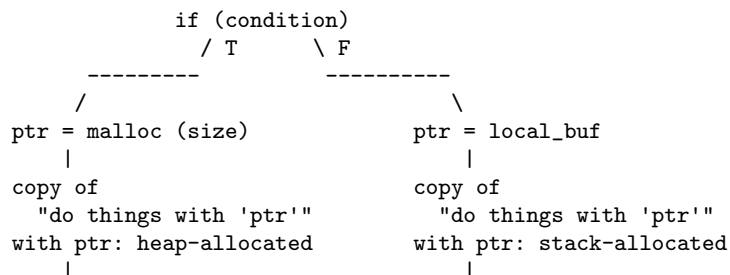 if (condition)
/ T \ F
--------- ----------
/ \
ptr = malloc (size) ptr = local_buf
| |
copy of copy of
"do things with 'ptr'" "do things with 'ptr'"
with ptr: heap-allocated with ptr: stack-allocated
| |